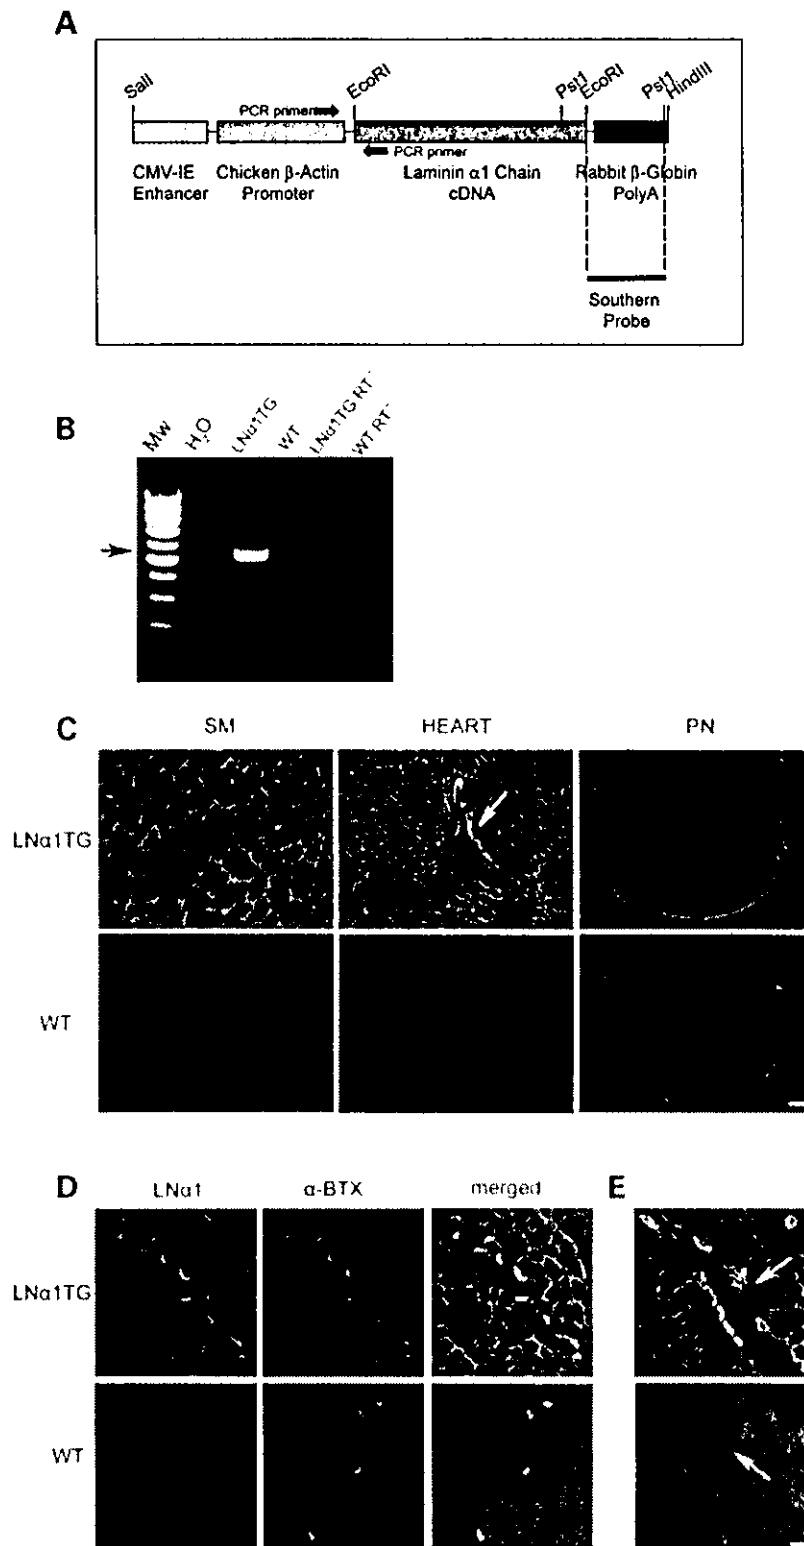 A
SalI EcoRI Pst1 EcoRI Pst1 HindIII
PCR primer
PCR primer
CMV-IE Enhancer
Chicken β-Actin Promoter
Laminin α1 Chain cDNA
Rabbit β-Globin PolyA
Southern Probe
B
Mw H₂O LNα1TG WT LNα1TG RT⁻ WT RT⁻
C
SM HEART PN
LNα1TG
WT
D
LNα1 α-BTX merged
E
LNα1TG
WT